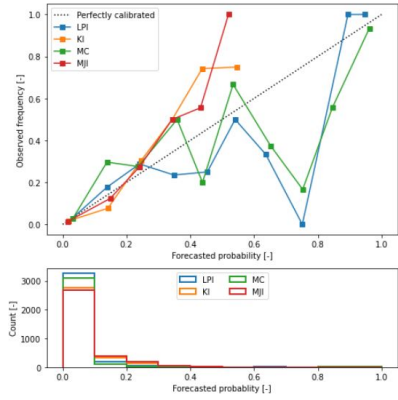 Perfectly calibrated
LPI
KI
MC
MJI
Observed frequency [-]
1.0
0.8
0.6
0.4
0.2
0.0
0.0 0.2 0.4 0.6 0.8 1.0
Forecasted probability [-]
LPI MC
KI MJI
Count [-]
3000
2000
1000
0
0.0 0.2 0.4 0.6 0.8 1.0
Forecasted probablity [-]